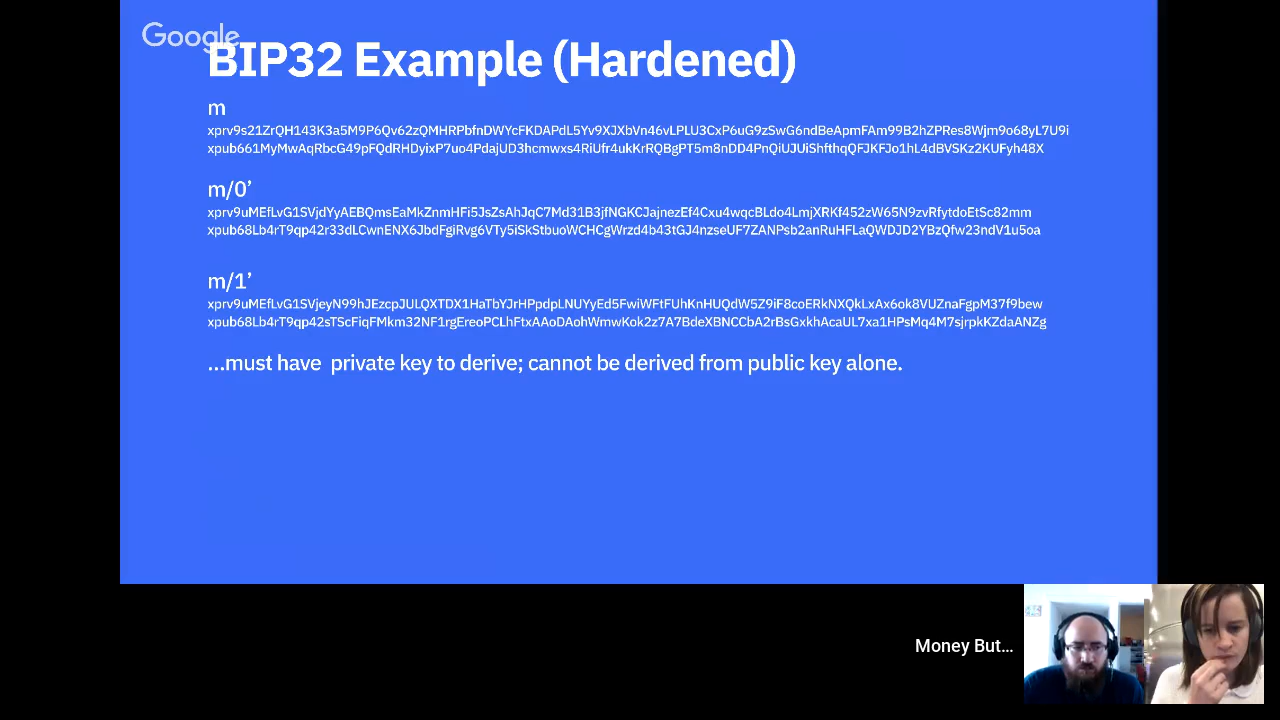 Google
BIP32 Example (Hardened)
m
xprv9s21ZrQH143K3a5M9P6Qv62zQMHRPbfnDWYcFKDAPdL5Yv9XJXbVn46vLPLU3CxP6uG9zSwG6ndBeApmFAm99B2hZPRes8Wjm9o68yL7U9i
xpub661MyMwAqRbcG49pFQdRHDyixP7uo4PdajUD3hcmwxs4RiUfr4ukKrRQBgPT5m8nDD4PnQiUJUiShfthqQFJKFJo1hL4dBVSKz2KUFyh48X
m/0’
xprv9uMEfLvG1SVjdYyAEBQmsEaMkZnmHFi5JsZsAhJqC7Md31B3jfNGKCJajnezEf4Cxu4wqcBLdo4LmjXRKf452zW65N9zvRfytdoEtSc82mm
xpub68Lb4rT9qp42r33dLCwnENX6JbdFgiRvg6VTy5iSkStbuoWCHCgWrzd4b43tGJ4nzseUF7ZANPsb2anRuHFLaQWDJD2YBzQfw23ndV1u5oa
m/1’
xprv9uMEfLvG1SVjeyN99hJEzcpJULQXTDX1HaTbYJrHPpdpLNUYyEd5FwiWFtFUhKnHUQdW5Z9iF8coERkNXQkLxAx6ok8VUZnaFgpM37f9bew
xpub68Lb4rT9qp42sTScFiqFMkm32NF1rgEreoPCLhFtxAAoDAohWmwKok2z7A7BdeXBNCCbA2rBsGxkhAcaUL7xa1HPsMq4M7sjrpkKZdaANZg
...must have  private key to derive; cannot be derived from public key alone.
Money But...